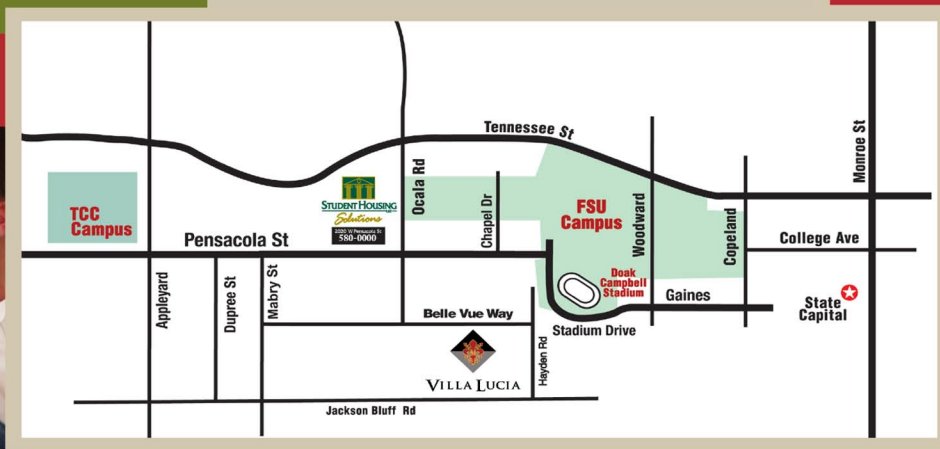 Tennessee St
Monroe St
Ocala Rd
STUDENT HOUSING
Solutions
2020 W Pensacola St
580-0000
Chapel Dr
FSU
Campus
Woodward
Copeland
TCC
Campus
Pensacola St
College Ave
Appleyard
Dupree St
Mabry St
Doak
Campbell
Stadium
Gaines
State
Capital
Belle Vue Way
Stadium Drive
Hayden Rd
VILLA LUCIA
Jackson Bluff Rd